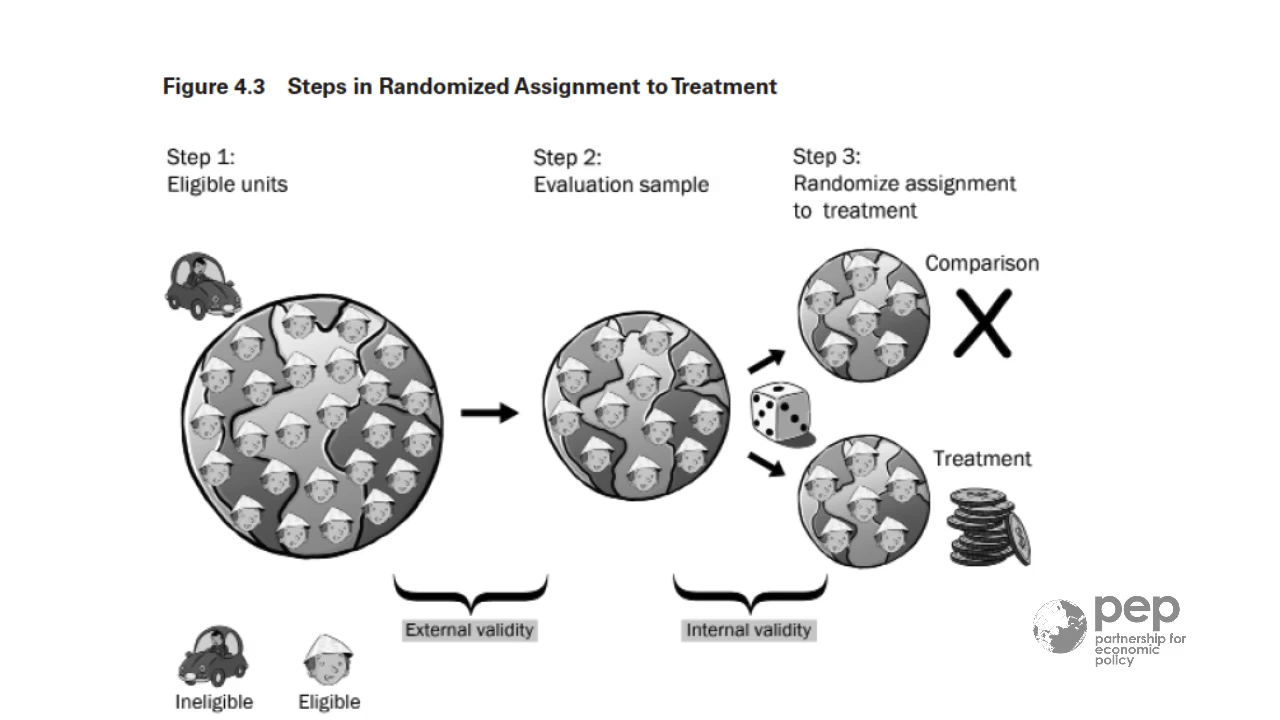 Figure 4.3 Steps in Randomized Assignment to Treatment
Step 1:
Eligible units
Step 2:
Evaluation sample
Step 3:
Randomize assignment
to treatment
Comparison
Treatment
External validity
Internal validity
Ineligible
Eligible
pep
partnership for
economic
policy